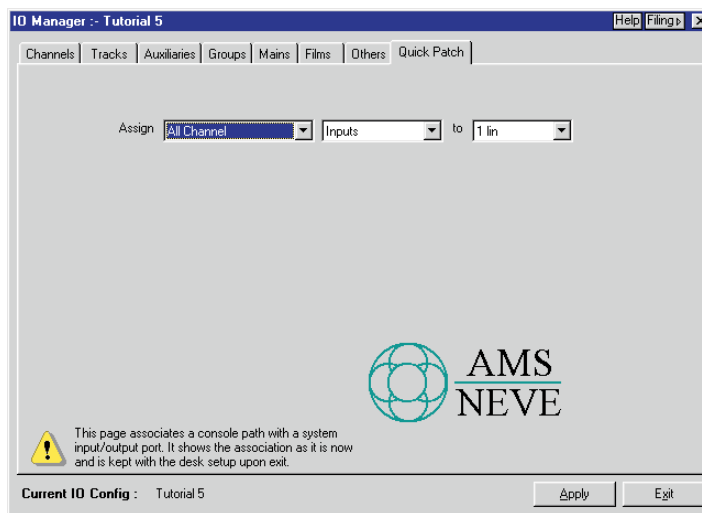 IO Manager :- Tutorial 5
Help Filing
Channels Tracks Auxiliaries Groups Mains Films Others Quick Patch
Assign All Channel Inputs to 1 lin
AMS
NEVE
This page associates a console path with a system
input/output port. It shows the association as it is now
and is kept with the desk setup upon exit.
Current IO Config : Tutorial 5 Apply Exit